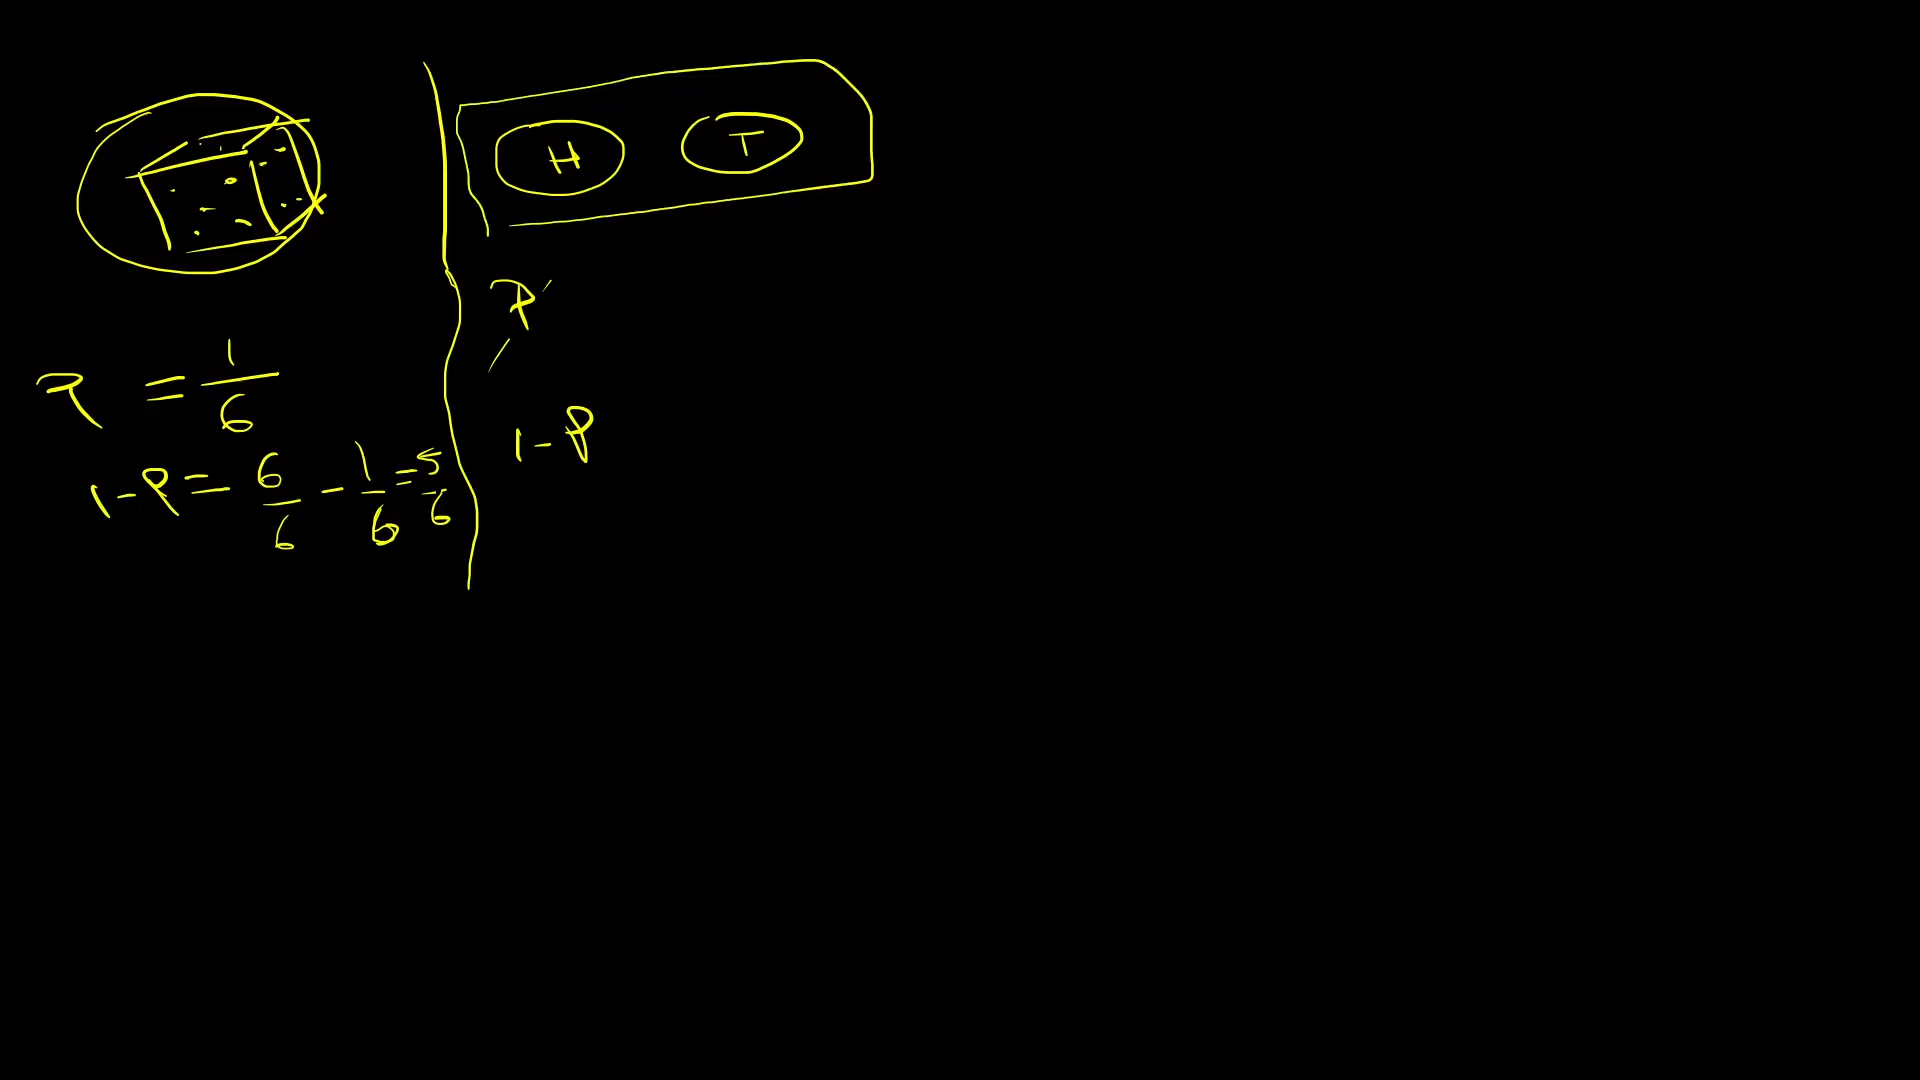 H T
P = 1/6
1-P = 6/6 - 1/6 = 5/6
P
1-P